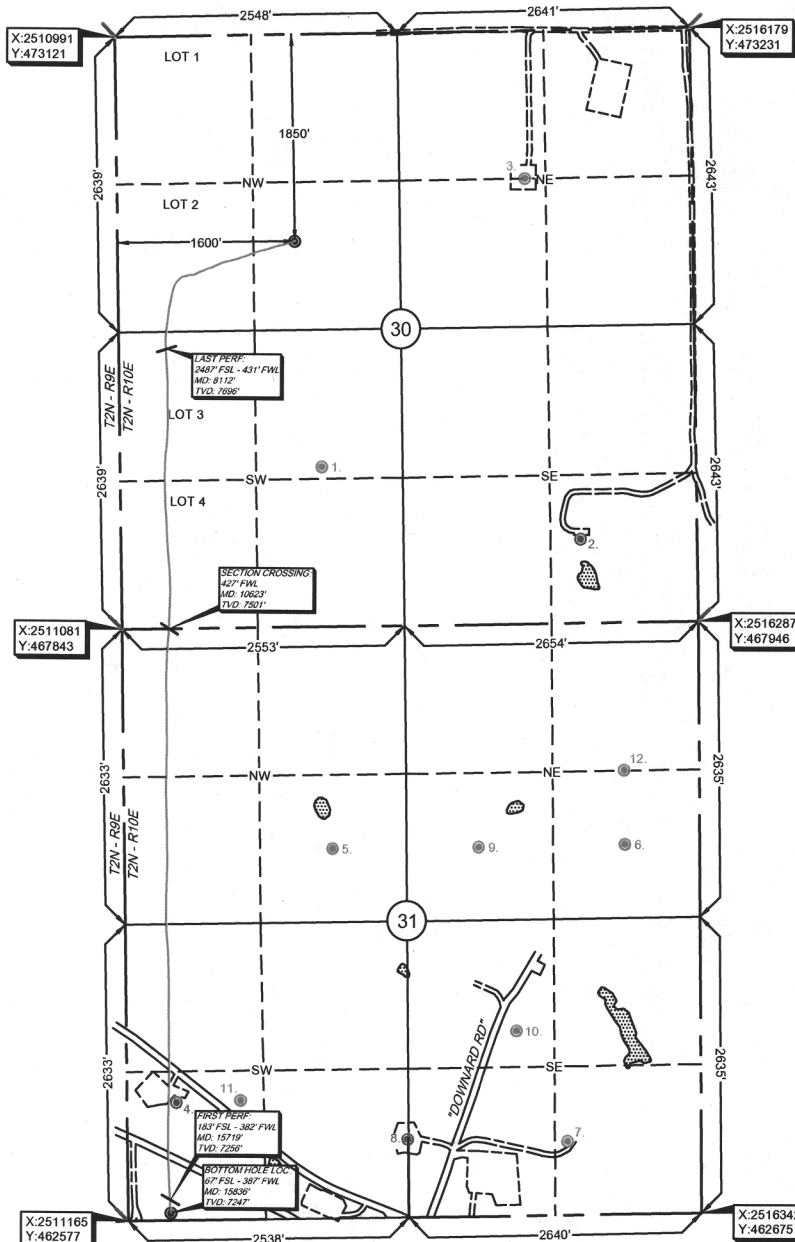 2548'
2641'
X:2510991
Y:473121
X:2516179
Y:473231
LOT 1
1850'
2639'
2643'
3.
NW
NE
LOT 2
1600'
30
LAST PERF:
2487' FSL - 431' FWL
MD: 8112'
TVD: 7696'
T2N - R9E
T2N - R10E
LOT 3
2639'
2643'
1.
SW
SE
LOT 4
2.
SECTION CROSSING:
427' FWL
MD: 10623'
TVD: 7501'
X:2511081
Y:467843
X:2516287
Y:467946
2553'
2654'
2633'
2635'
NW
NE
12.
T2N - R9E
T2N - R10E
5.
9.
6.
31
10.
"DOWNARD RD"
2633'
2635'
SW
SE
4.
11.
FIRST PERF:
183' FSL - 382' FWL
MD: 15719'
TVD: 7256'
8.
7.
BOTTOM HOLE LOC:
67' FSL - 387' FWL
MD: 15836'
TVD: 7247'
X:2511165
Y:462577
X:2516342
Y:462675
2538'
2640'